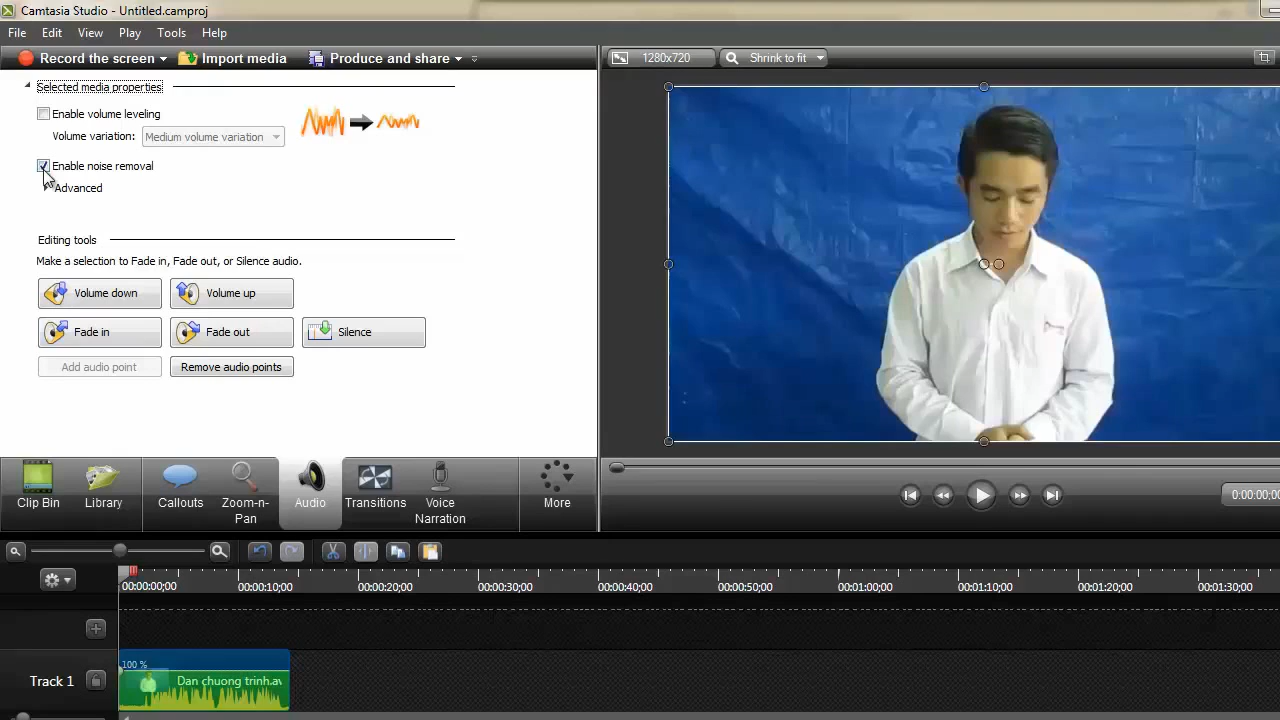 Camtasia Studio - Untitled.camproj
File Edit View Play Tools Help
Record the screen Import media Produce and share 1280x720 Shrink to fit
Selected media properties
Enable volume leveling
Volume variation: Medium volume variation
Enable noise removal
Advanced
Editing tools
Make a selection to Fade in, Fade out, or Silence audio.
Volume down Volume up
Fade in Fade out Silence
Add audio point Remove audio points
Clip Bin Library Callouts Zoom-n-Pan Audio Transitions Voice Narration More
0:00:00;00
00:00:00;00 00:00:10;00 00:00:20;00 00:00:30;00 00:00:40;00 00:00:50;00 00:01:00;00 00:01:10;00 00:01:20;00 00:01:30;00
100 %
Track 1 Dan chuong trinh.av